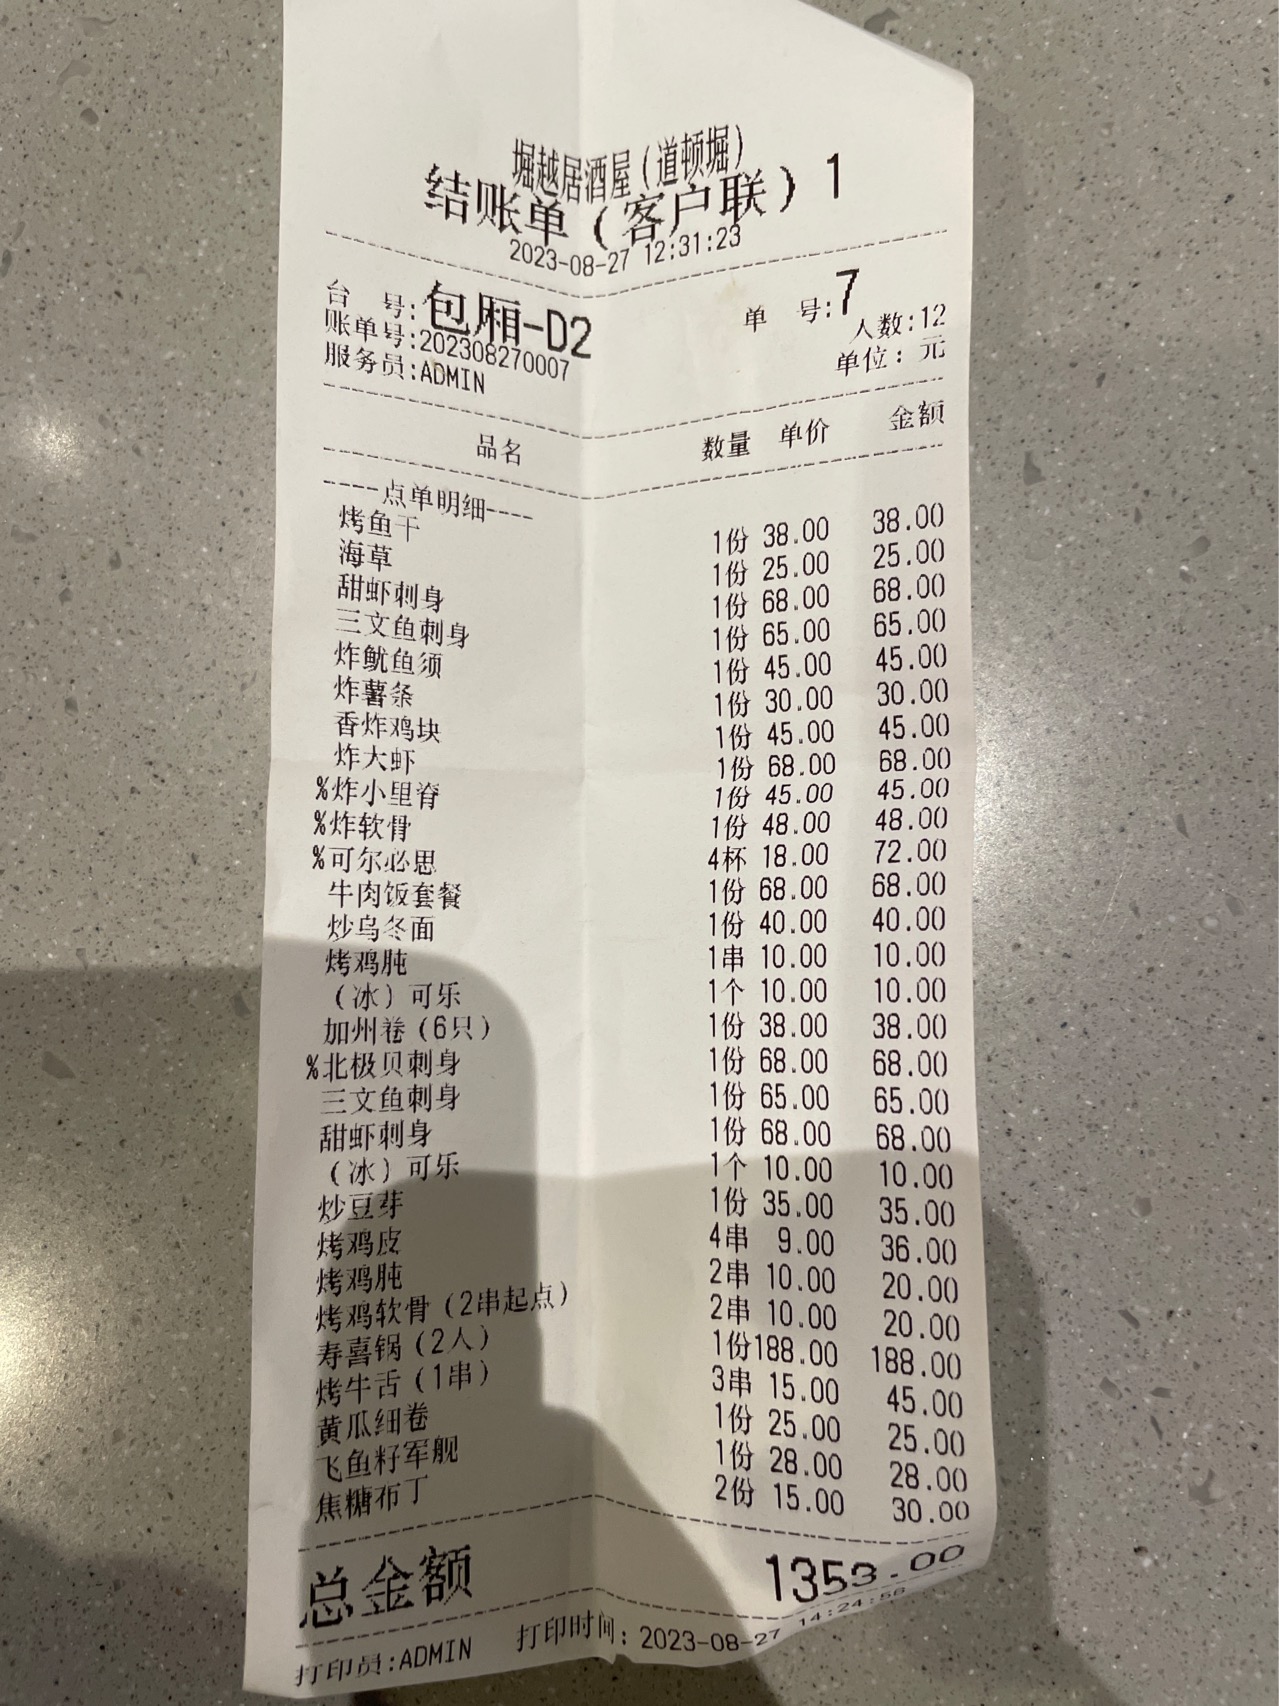 堀越居酒屋(道顿堀)
结账单(客户联)1
2023-08-27 12:31:23
台 号:包厢-D2 单 号:7
账单号:202308270007 人数:12
服务员:ADMIN 单位: 元
品名 数量 单价 金额
-----点单明细----
烤鱼干 1份 38.00 38.00
海草 1份 25.00 25.00
甜虾刺身 1份 68.00 68.00
三文鱼刺身 1份 65.00 65.00
炸鱿鱼须 1份 45.00 45.00
炸薯条 1份 30.00 30.00
香炸鸡块 1份 45.00 45.00
炸大虾 1份 68.00 68.00
%炸小里脊 1份 45.00 45.00
%炸软骨 1份 48.00 48.00
%可尔必思 4杯 18.00 72.00
牛肉饭套餐 1份 68.00 68.00
炒乌冬面 1份 40.00 40.00
烤鸡肫 1串 10.00 10.00
(冰)可乐 1个 10.00 10.00
加州卷(6只) 1份 38.00 38.00
%北极贝刺身 1份 68.00 68.00
三文鱼刺身 1份 65.00 65.00
甜虾刺身 1份 68.00 68.00
(冰)可乐 1个 10.00 10.00
炒豆芽 1份 35.00 35.00
烤鸡皮 4串 9.00 36.00
烤鸡肫 2串 10.00 20.00
烤鸡软骨(2串起点) 2串 10.00 20.00
寿喜锅(2人) 1份188.00 188.00
烤牛舌(1串) 3串 15.00 45.00
黄瓜细卷 1份 25.00 25.00
飞鱼籽军舰 1份 28.00 28.00
焦糖布丁 2份 15.00 30.00
总金额 1353.00
打印员:ADMIN 打印时间: 2023-08-27 14:24:56